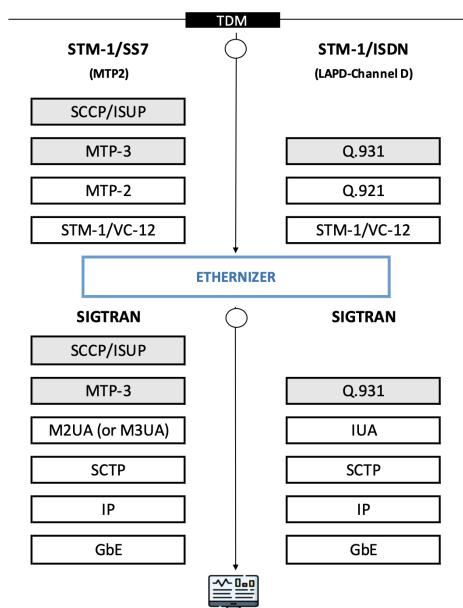 TDM
STM-1/SS7
(MTP2)
SCCP/ISUP
MTP-3
MTP-2
STM-1/VC-12
STM-1/ISDN
(LAPD-Channel D)
Q.931
Q.921
STM-1/VC-12
ETHERNIZER
SIGTRAN
SCCP/ISUP
MTP-3
M2UA (or M3UA)
SCTP
IP
GbE
SIGTRAN
Q.931
IUA
SCTP
IP
GbE